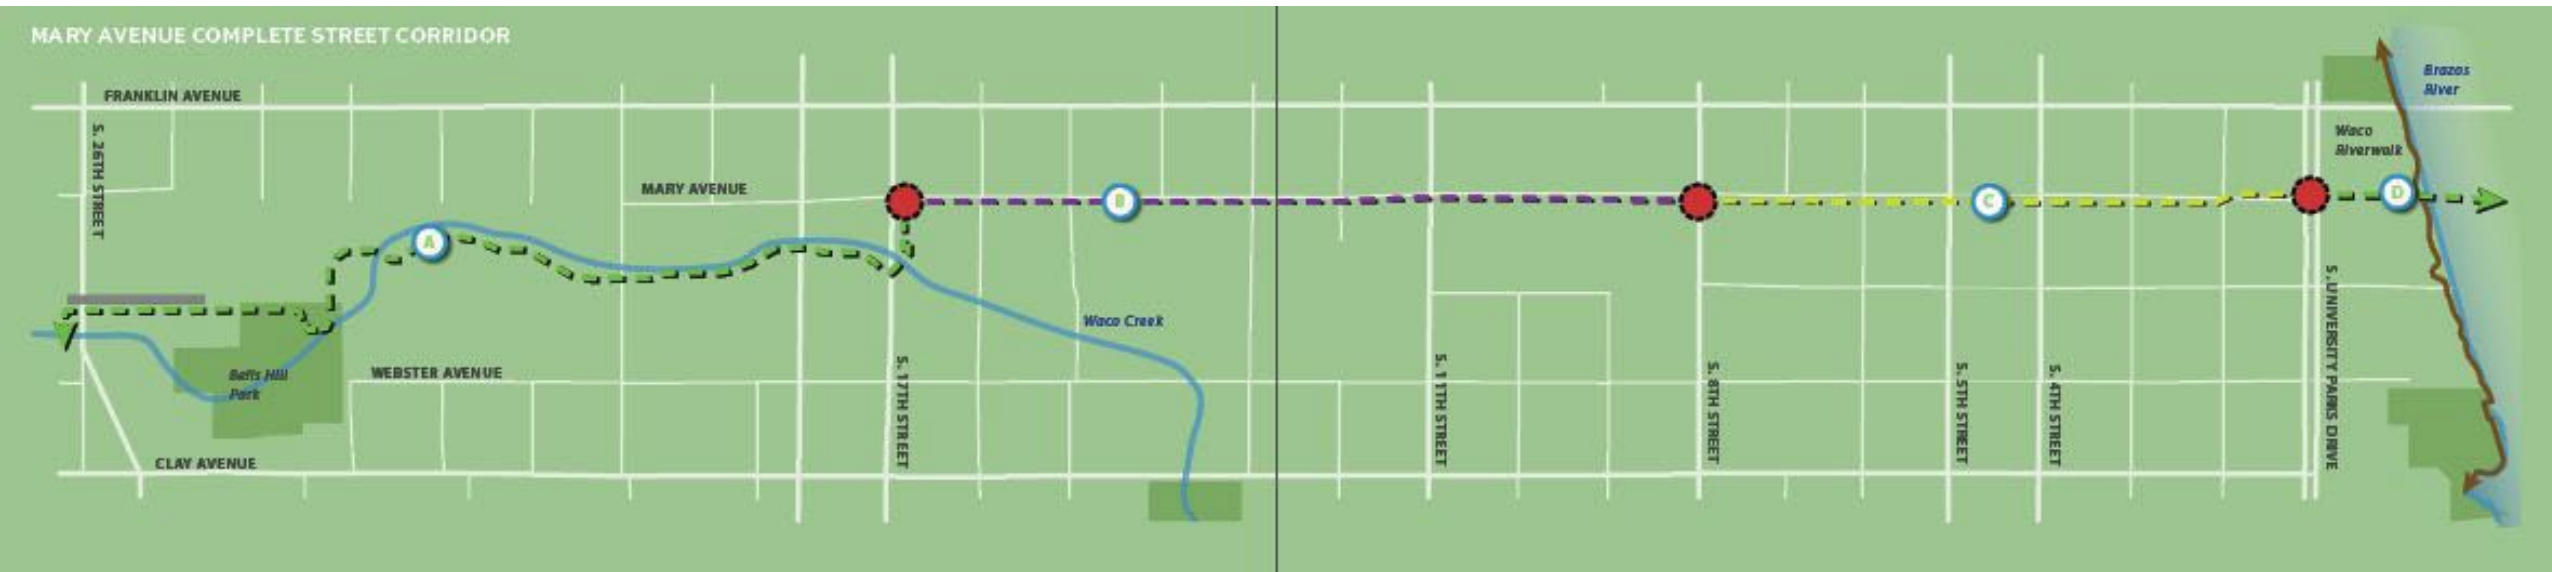 MARY AVENUE COMPLETE STREET CORRIDOR
FRANKLIN AVENUE
Brazos
River
S. 26TH STREET
Waco
Riverwalk
MARY AVENUE
A
B
C
D
S. UNIVERSITY PARKS DRIVE
Waco Creek
Bells Hill
Park
WEBSTER AVENUE
S. 17TH STREET
S. 11TH STREET
S. 8TH STREET
S. 5TH STREET
S. 4TH STREET
CLAY AVENUE